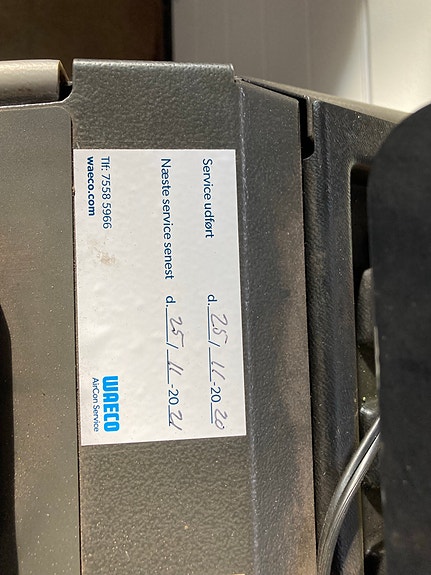 Service udført d. 25/11-2020
Næste service senest d. 25/11-2021
Tlf: 7558 5966
waeco.com
WAECO
AirCon Service